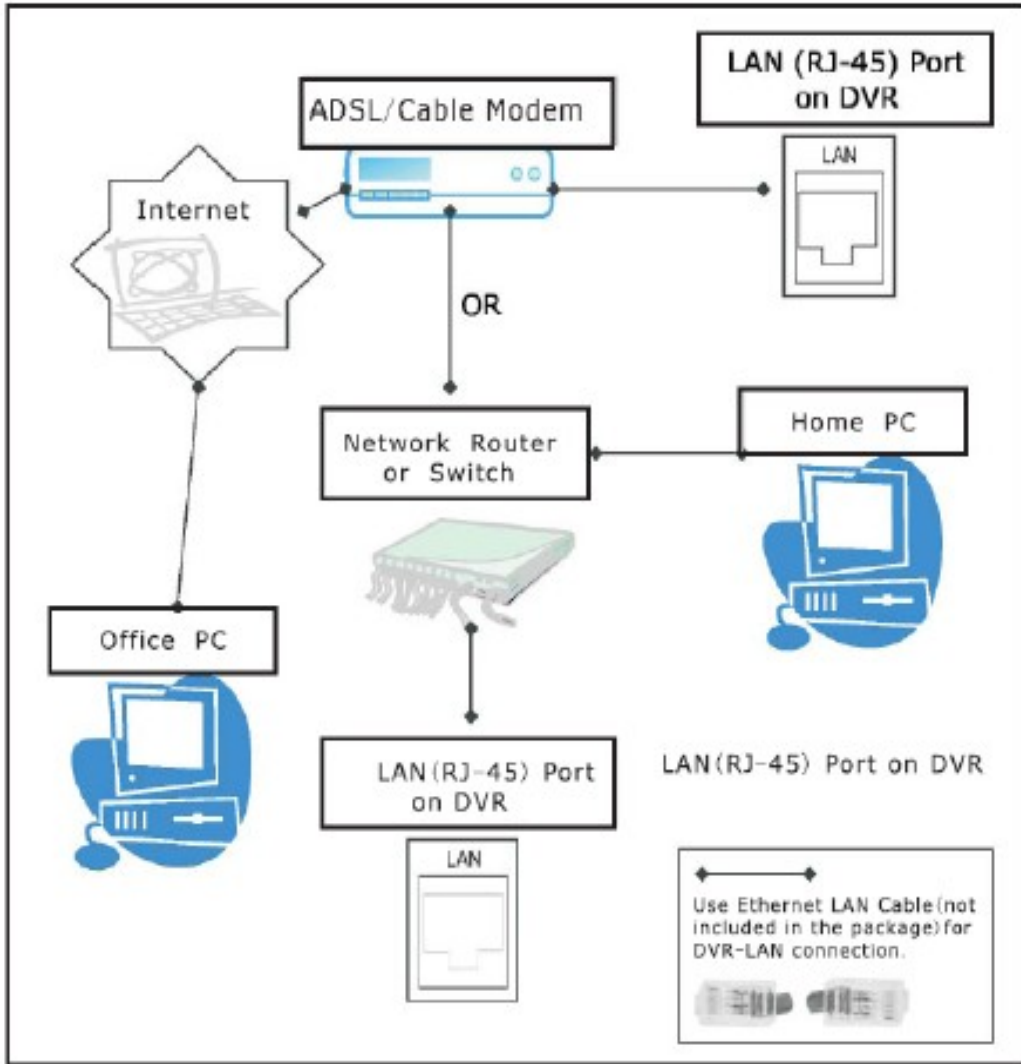 LAN (RJ-45) Port
on DVR
ADSL/Cable Modem
LAN
Internet
OR
Home PC
Network Router
or Switch
Office PC
LAN(RJ-45) Port
on DVR
LAN(RJ-45) Port on DVR
LAN
Use Ethernet LAN Cable(not
included in the package)for
DVR-LAN connection.